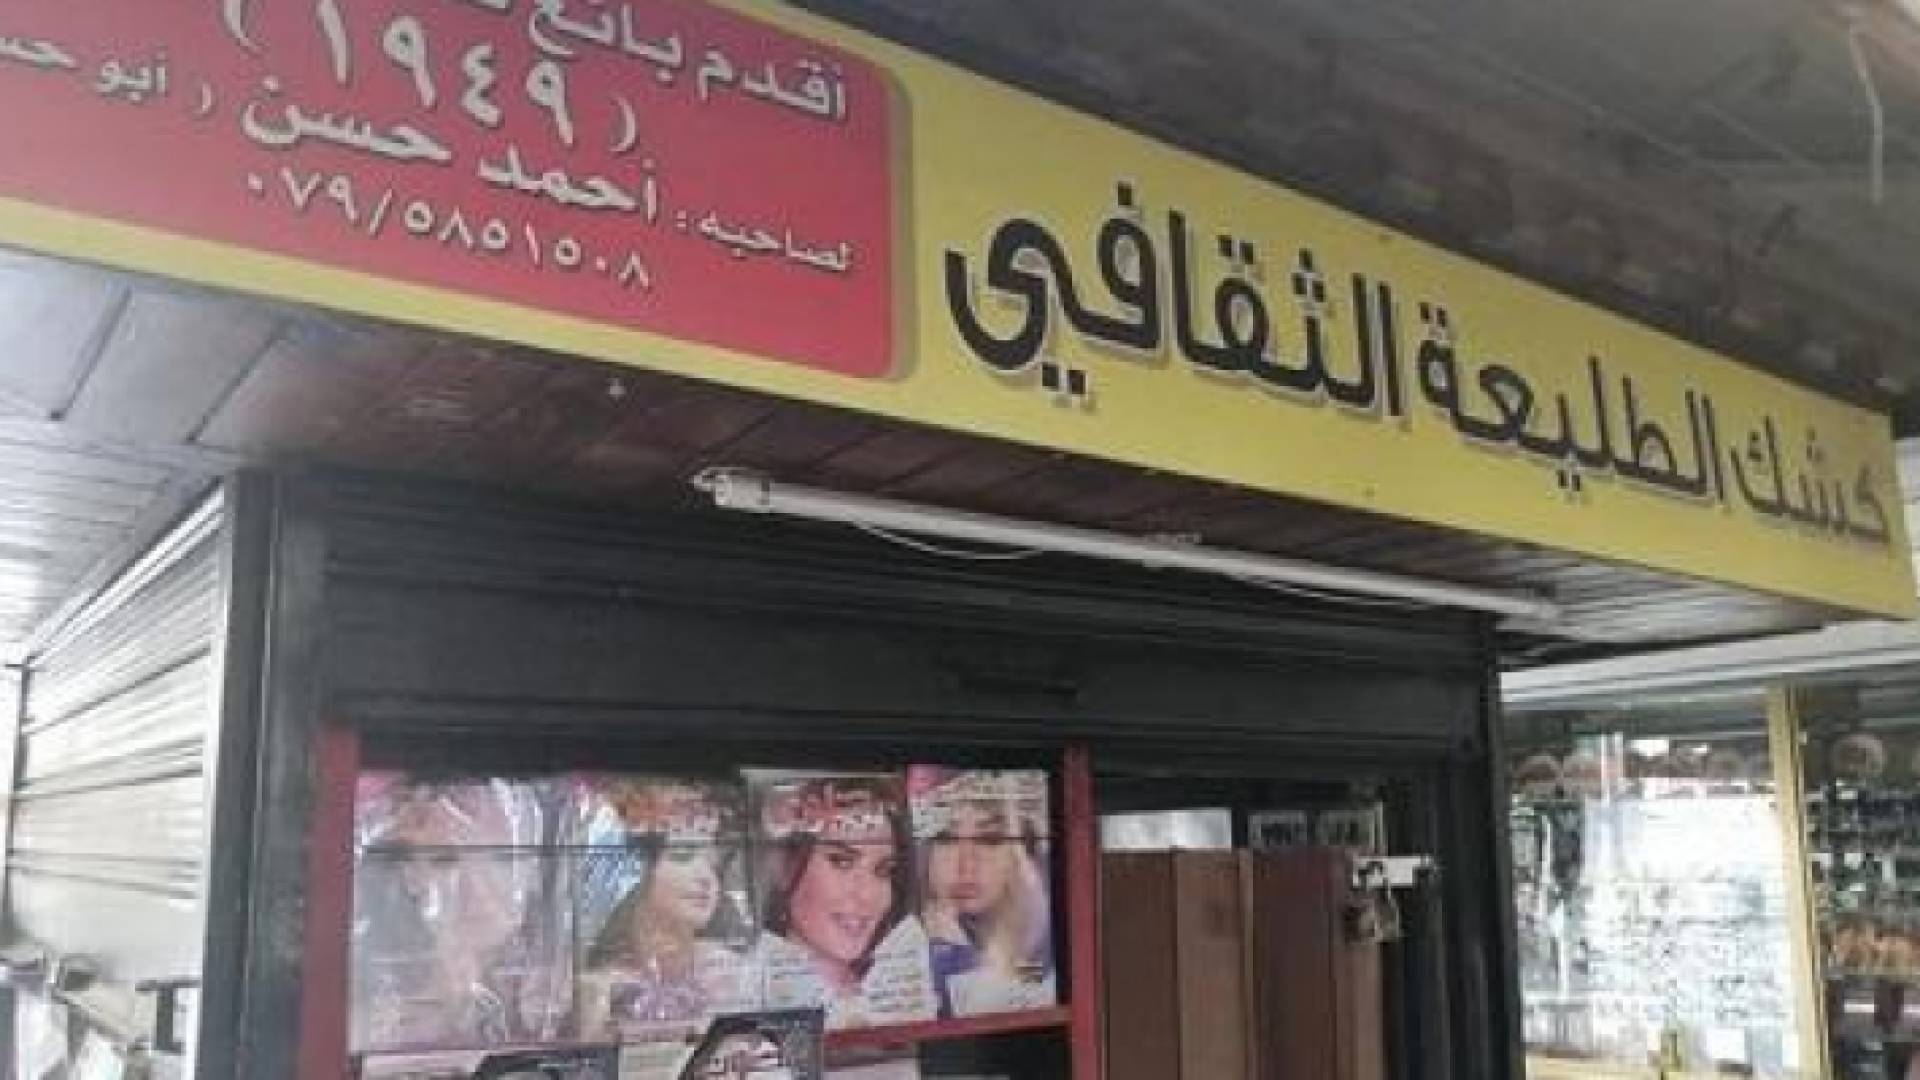 كشك الطليعة الثقافي
أقدم بائع
( ١٩٤٩ )
لصاحبه : أحمد حسن ( أبو
٠٧٩/٥٨٥١٥٠٨